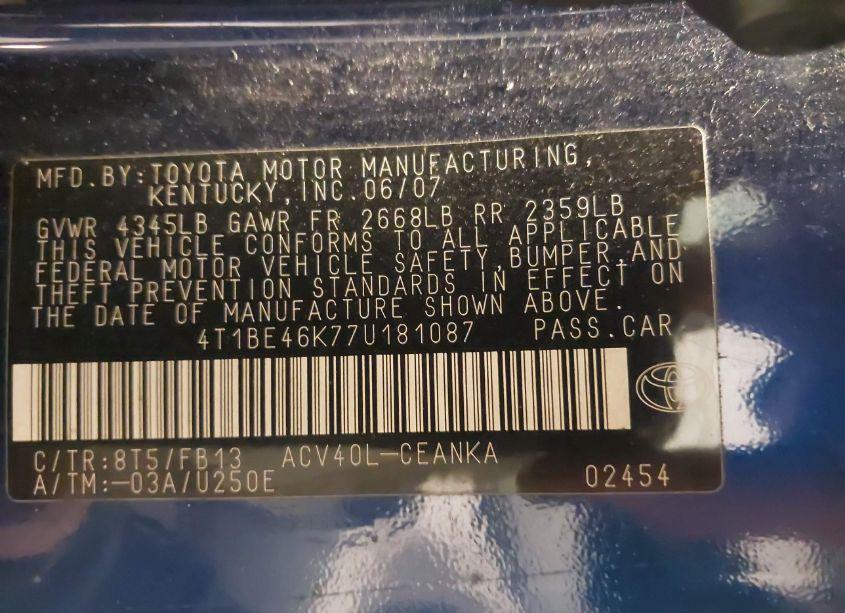 MFD.BY:TOYOTA MOTOR MANUFACTURING,
KENTUCKY,INC.06/07
GVWR 4345LB GAWR FR 2668LB RR 2359LB
THIS VEHICLE CONFORMS TO ALL APPLICABLE
FEDERAL MOTOR VEHICLE SAFETY,BUMPER,AND
THEFT PREVENTION STANDARDS IN EFFECT ON
THE DATE OF MANUFACTURE SHOWN ABOVE.
4T1BE46K77U181087 PASS.CAR
C/TR:8T5/FB13 ACV40L-CEANKA
A/TM:-03A/U250E 02454